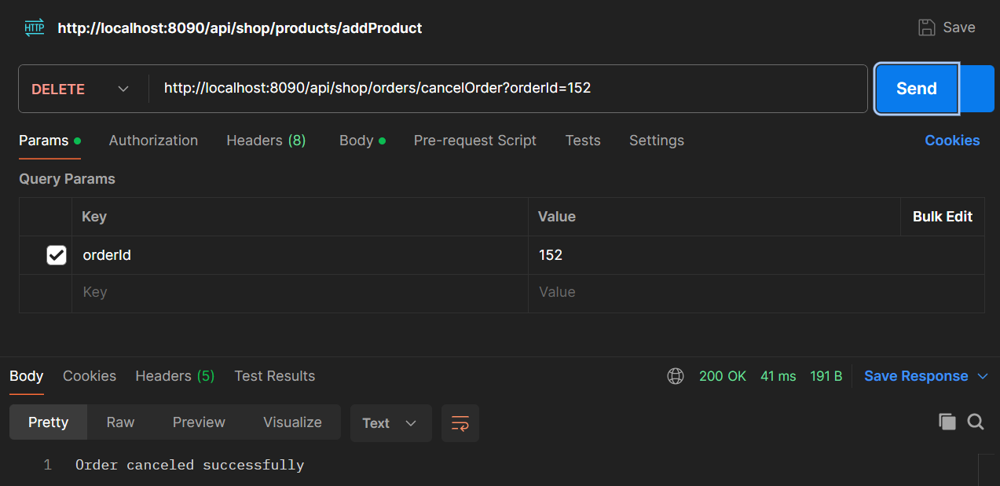 HTTP http://localhost:8090/api/shop/products/addProduct Save
DELETE http://localhost:8090/api/shop/orders/cancelOrder?orderId=152 Send
Params Authorization Headers (8) Body Pre-request Script Tests Settings Cookies
Query Params
Key Value Bulk Edit
orderId 152
Key Value
Body Cookies Headers (5) Test Results 200 OK 41 ms 191 B Save Response
Pretty Raw Preview Visualize Text
1 Order canceled successfully